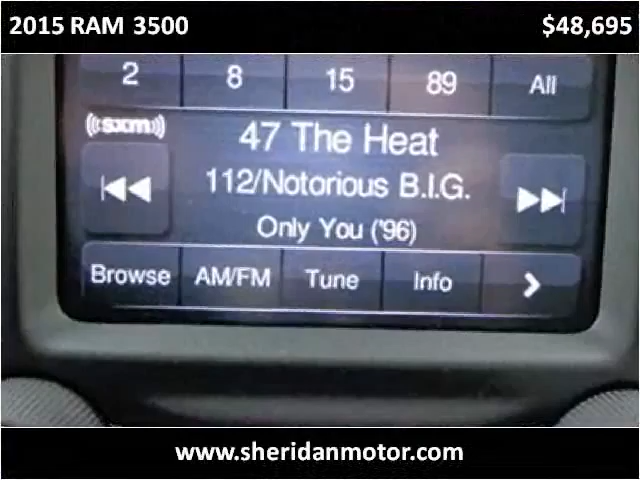 2015 RAM 3500 $48,695
2 8 15 89 All
((sxm))
47 The Heat
112/Notorious B.I.G.
Only You ('96)
Browse AM/FM Tune Info
www.sheridanmotor.com